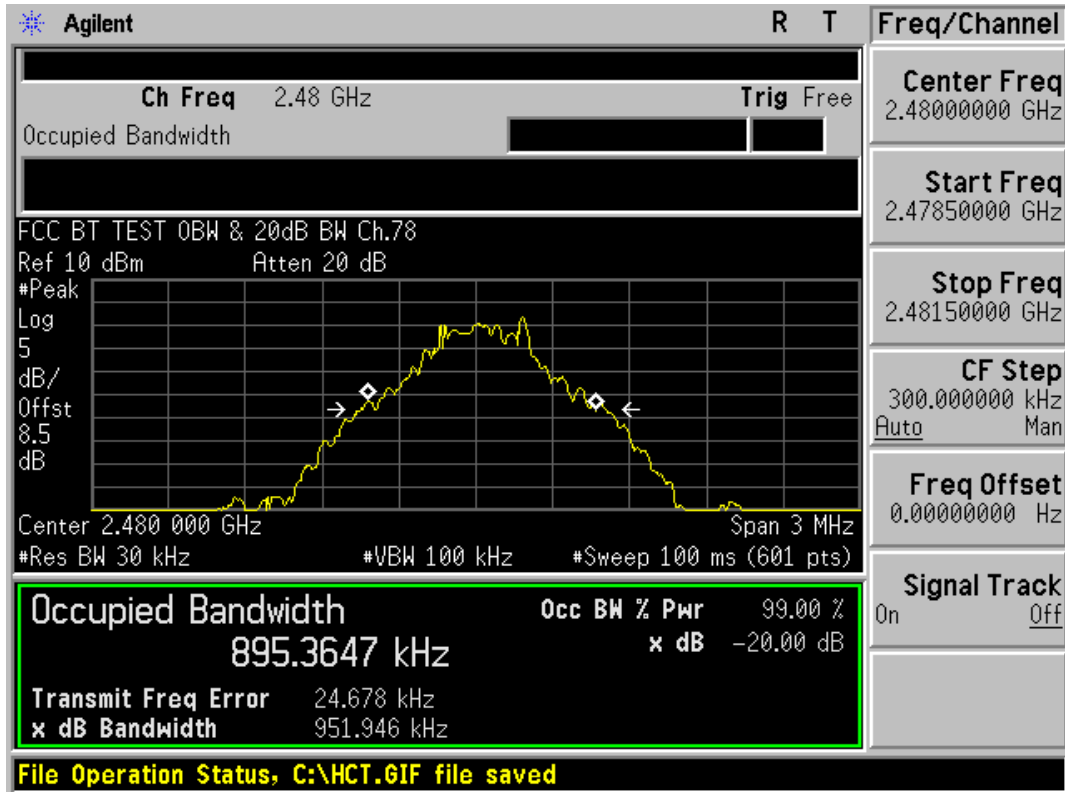 Agilent R T
Ch Freq 2.48 GHz Trig Free
Occupied Bandwidth
FCC BT TEST OBW & 20dB BW Ch.78
Ref 10 dBm Atten 20 dB
#Peak
Log
5
dB/
Offst
8.5
dB
Center 2.480 000 GHz Span 3 MHz
#Res BW 30 kHz #VBW 100 kHz #Sweep 100 ms (601 pts)
Occupied Bandwidth
895.3647 kHz
Occ BW % Pwr 99.00 %
x dB -20.00 dB
Transmit Freq Error 24.678 kHz
x dB Bandwidth 951.946 kHz
File Operation Status, C:\HCT.GIF file saved
Freq/Channel
Center Freq
2.48000000 GHz
Start Freq
2.47850000 GHz
Stop Freq
2.48150000 GHz
CF Step
300.000000 kHz
Auto Man
Freq Offset
0.00000000 Hz
Signal Track
On Off